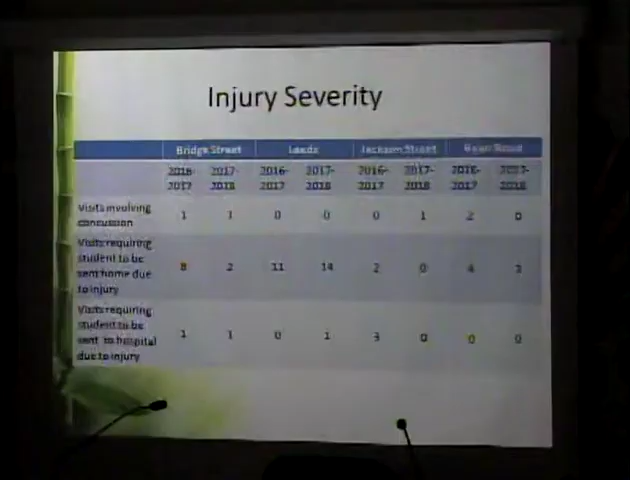 Injury Severity
Bridge Street Leeds Jackson Street Road
2016- 2017- 2016- 2017- 2016- 2017- 2016- 2017-
2017 2018 2017 2018 2017 2018 2017 2018
Visits involving
concussion 1 1 0 0 0 1 2 0
Visits requiring
student to be
sent home due
to injury 8 2 11 14 2 0 4 3
Visits requiring
student to be
sent to hospital
due to injury 1 1 0 1 3 0 0 0